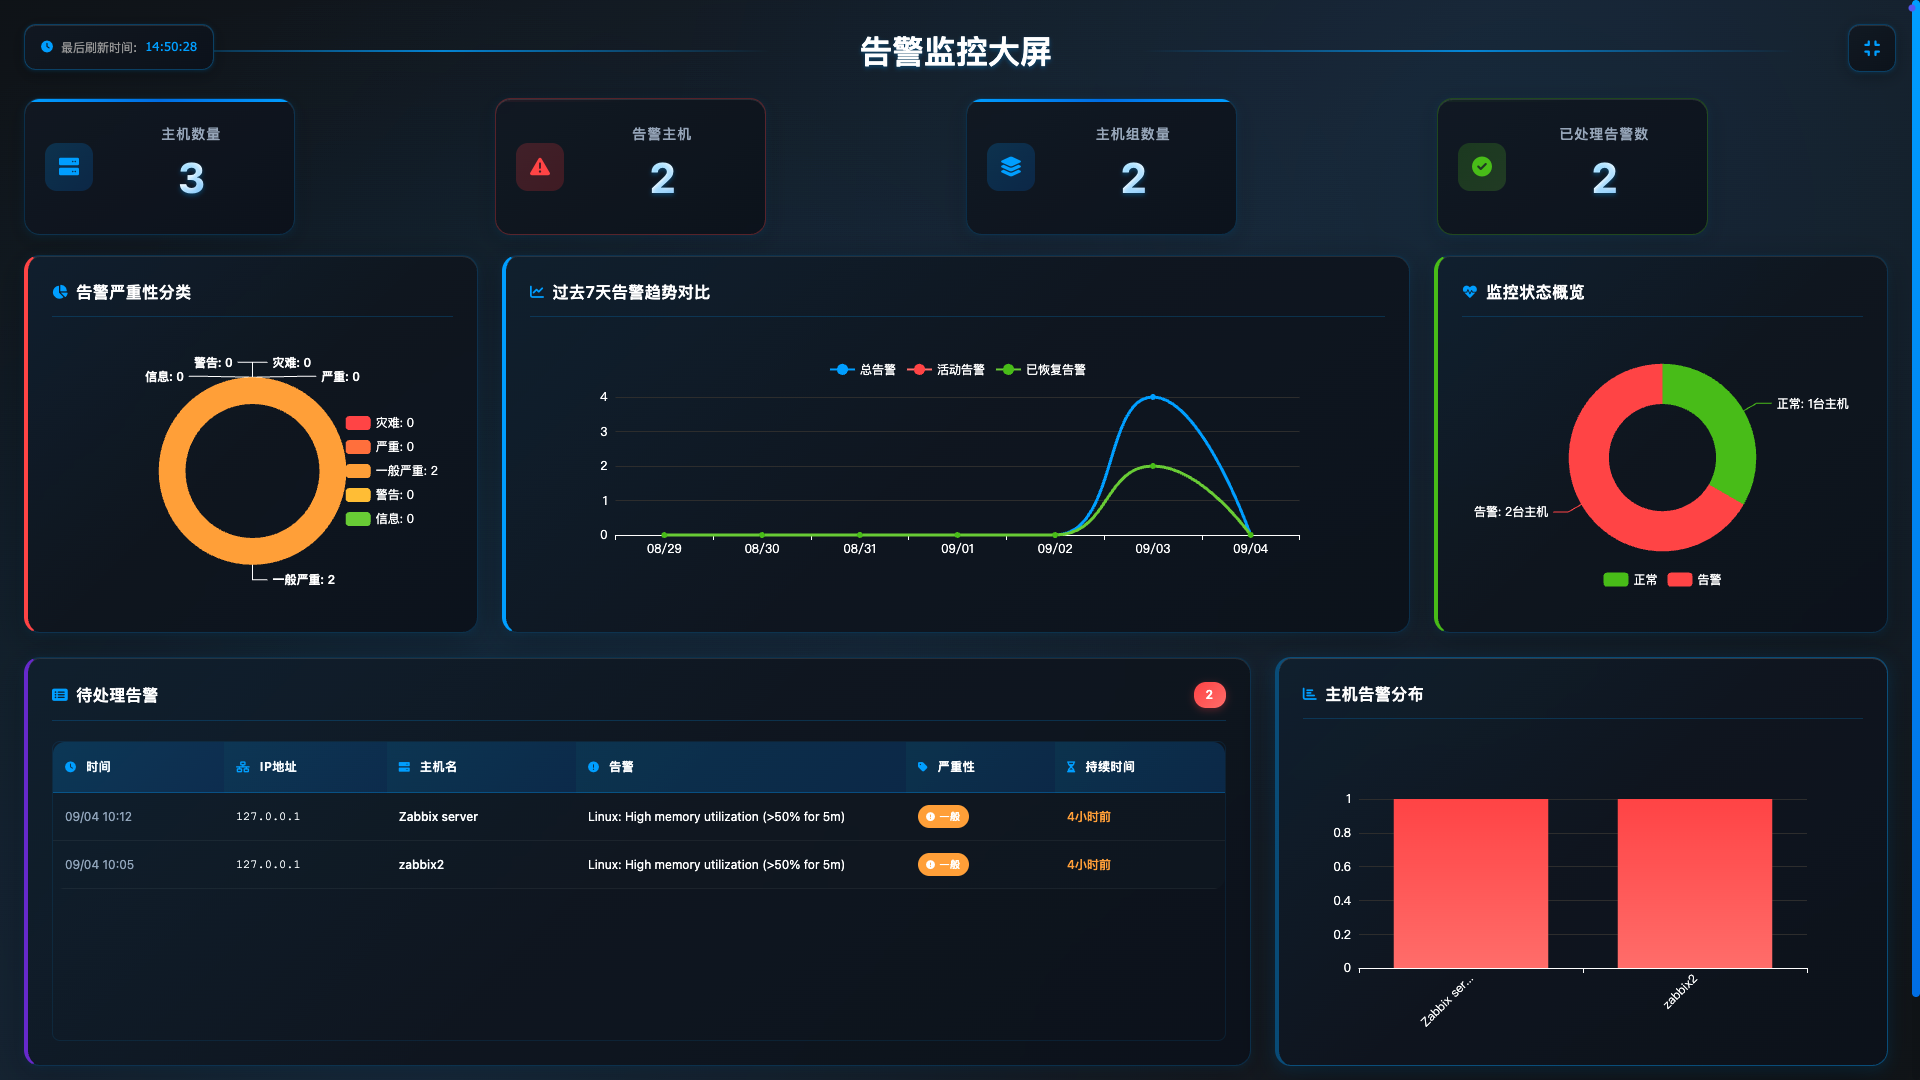 最后刷新时间: 14:50:28
告警监控大屏
主机数量
3
告警主机
2
主机组数量
2
已处理告警数
2
告警严重性分类
警告: 0
灾难: 0
信息: 0
严重: 0
灾难: 0
严重: 0
一般严重: 2
警告: 0
信息: 0
一般严重: 2
过去7天告警趋势对比
总告警 活动告警 已恢复告警
4
3
2
1
0
08/29 08/30 08/31 09/01 09/02 09/03 09/04
监控状态概览
正常: 1台主机
告警: 2台主机
正常 告警
待处理告警
2
时间 IP地址 主机名 告警 严重性 持续时间
09/04 10:12 127.0.0.1 Zabbix server Linux: High memory utilization (>50% for 5m) 一般 4小时前
09/04 10:05 127.0.0.1 zabbix2 Linux: High memory utilization (>50% for 5m) 一般 4小时前
主机告警分布
1
0.8
0.6
0.4
0.2
0
Zabbix ser...
zabbix2